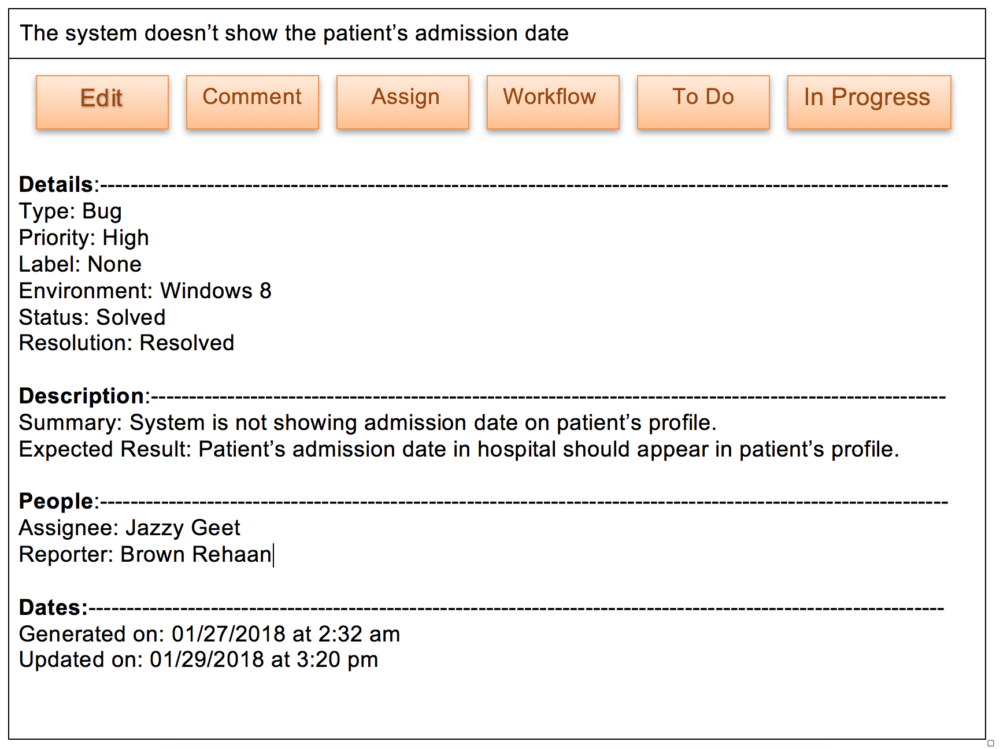 The system doesn’t show the patient’s admission date
Edit
Comment
Assign
Workflow
To Do
In Progress
Details:---------------------------------------------------------------------------------------------------------------
Type: Bug
Priority: High
Label: None
Environment: Windows 8
Status: Solved
Resolution: Resolved
Description:--------------------------------------------------------------------------------------------------------
Summary: System is not showing admission date on patient’s profile.
Expected Result: Patient’s admission date in hospital should appear in patient’s profile.
People:---------------------------------------------------------------------------------------------------------------
Assignee: Jazzy Geet
Reporter: Brown Rehaan
Dates:----------------------------------------------------------------------------------------------------------------
Generated on: 01/27/2018 at 2:32 am
Updated on: 01/29/2018 at 3:20 pm